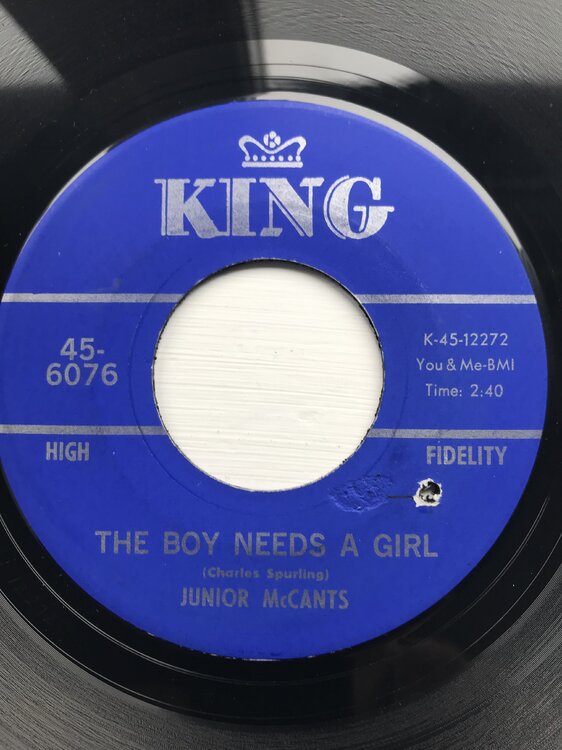 KING
45-
6076
K-45-12272
You & Me-BMI
Time: 2:40
HIGH
FIDELITY
THE BOY NEEDS A GIRL
(Charles Spurling)
JUNIOR McCANTS